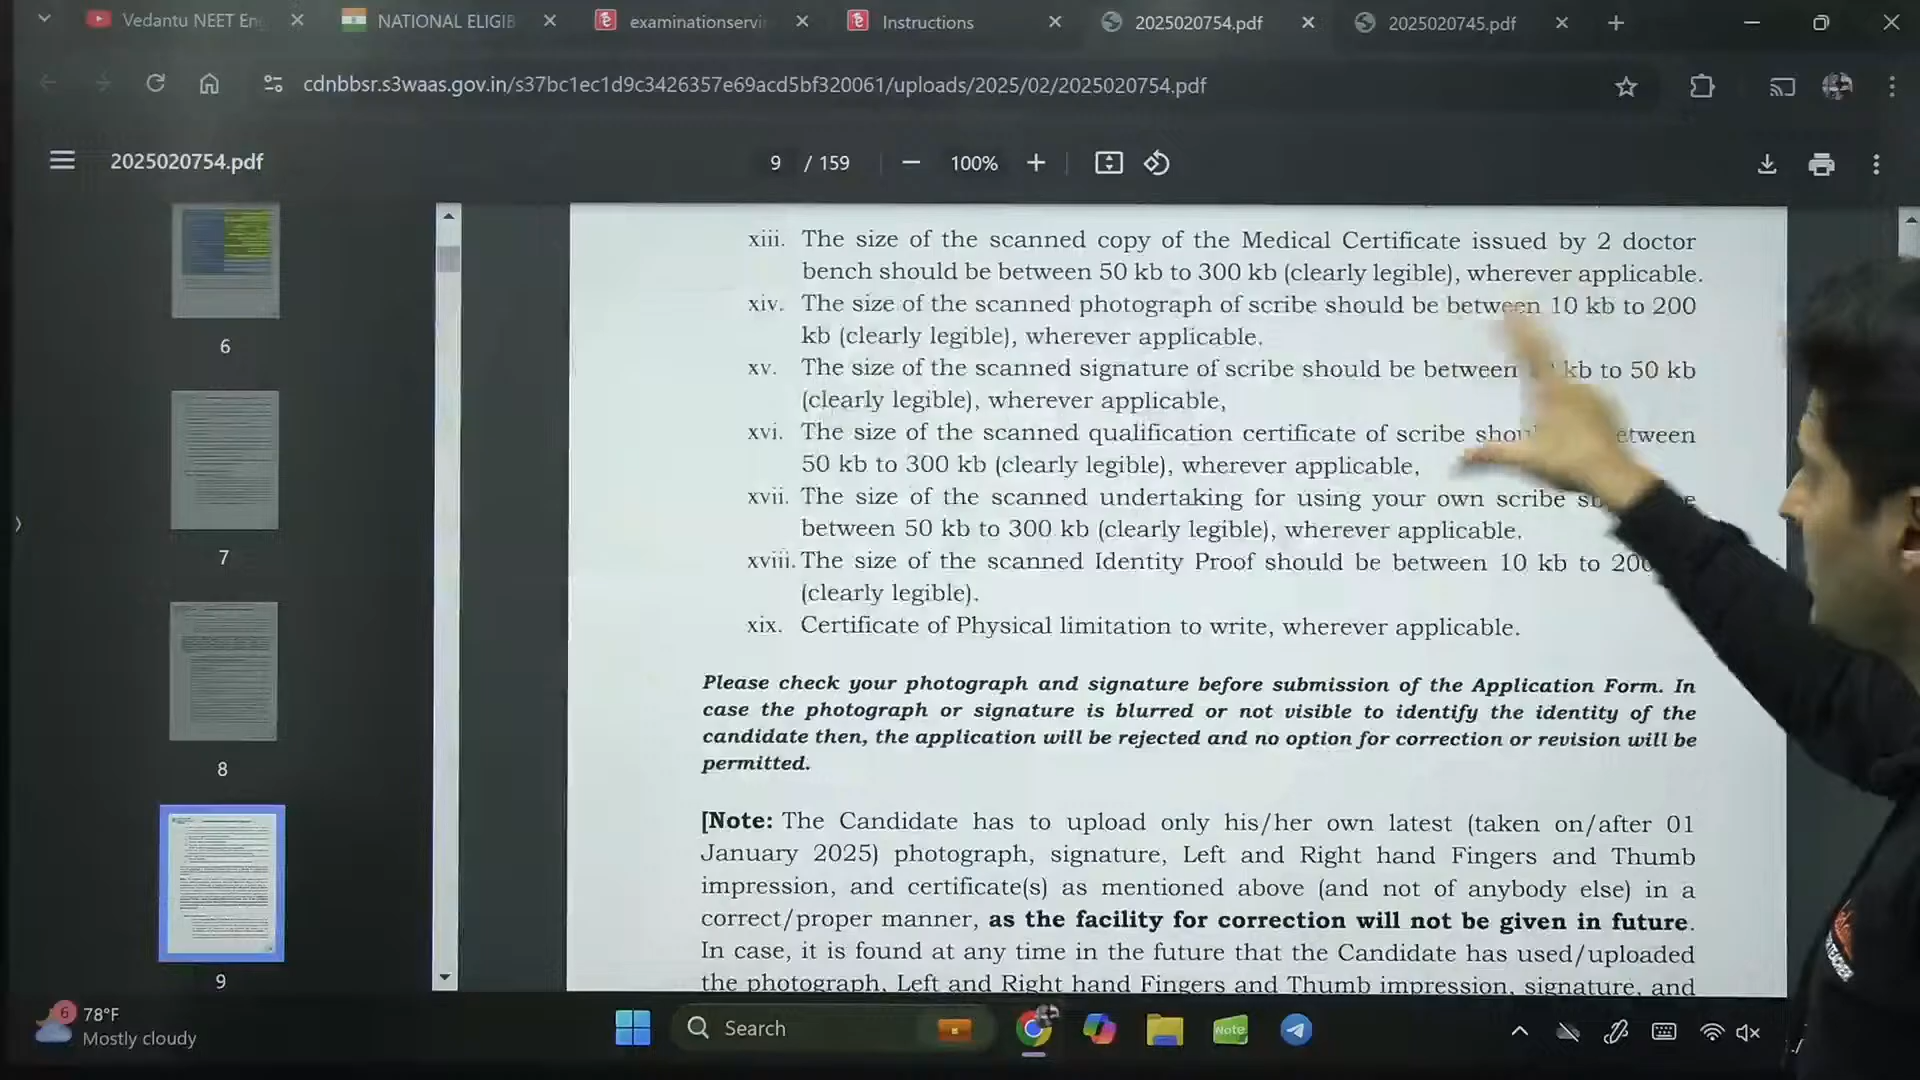 Vedantu NEET En
NATIONAL ELIGIB
examinationservi
Instructions
2025020754.pdf
2025020745.pdf
cdnbbsr.s3waas.gov.in/s37bc1ec1d9c3426357e69acd5bf320061/uploads/2025/02/2025020754.pdf
2025020754.pdf
9 / 159
100%
6
7
8
9
xiii. The size of the scanned copy of the Medical Certificate issued by 2 doctor
bench should be between 50 kb to 300 kb (clearly legible), wherever applicable.
xiv. The size of the scanned photograph of scribe should be between 10 kb to 200
kb (clearly legible), wherever applicable.
xv. The size of the scanned signature of scribe should be between kb to 50 kb
(clearly legible), wherever applicable,
xvi. The size of the scanned qualification certificate of scribe
50 kb to 300 kb (clearly legible), wherever applicable,
xvii. The size of the scanned undertaking for using your own scribe
between 50 kb to 300 kb (clearly legible), wherever applicable.
xviii. The size of the scanned Identity Proof should be between 10 kb to
(clearly legible).
xix. Certificate of Physical limitation to write, wherever applicable.
Please check your photograph and signature before submission of the Application Form. In
case the photograph or signature is blurred or not visible to identify the identity of the
candidate then, the application will be rejected and no option for correction or revision will be
permitted.
[Note: The Candidate has to upload only his/her own latest (taken on/after 01
January 2025) photograph, signature, Left and Right hand Fingers and Thumb
impression, and certificate(s) as mentioned above (and not of anybody else) in a
correct/proper manner, as the facility for correction will not be given in future.
In case, it is found at any time in the future that the Candidate has used/uploaded
the photograph, Left and Right hand Fingers and Thumb impression, signature, and
6
78°F
Mostly cloudy
Search
Note